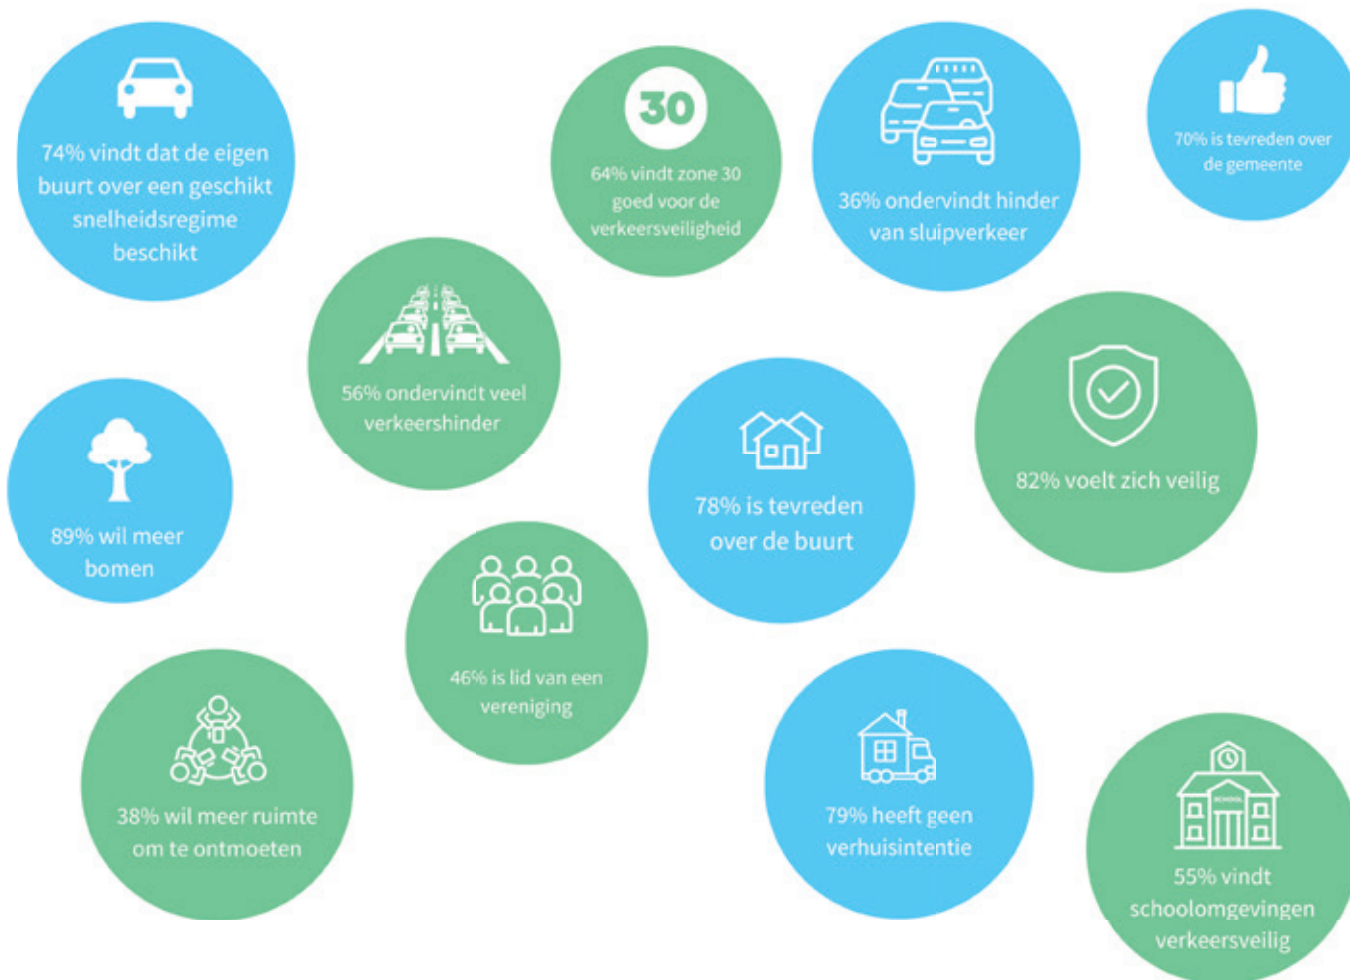 74% vindt dat de eigen
buurt over een geschikt
snelheidsregime
beschikt
30
64% vindt zone 30
goed voor de
verkeersveiligheid
36% ondervindt hinder
van sluipverkeer
70% is tevreden over
de gemeente
56% ondervindt veel
verkeershinder
82% voelt zich veilig
89% wil meer
bomen
78% is tevreden
over de buurt
46% is lid van een
vereniging
38% wil meer ruimte
om te ontmoeten
79% heeft geen
verhuisintentie
SCHOOL
55% vindt
schoolomgevingen
verkeersveilig